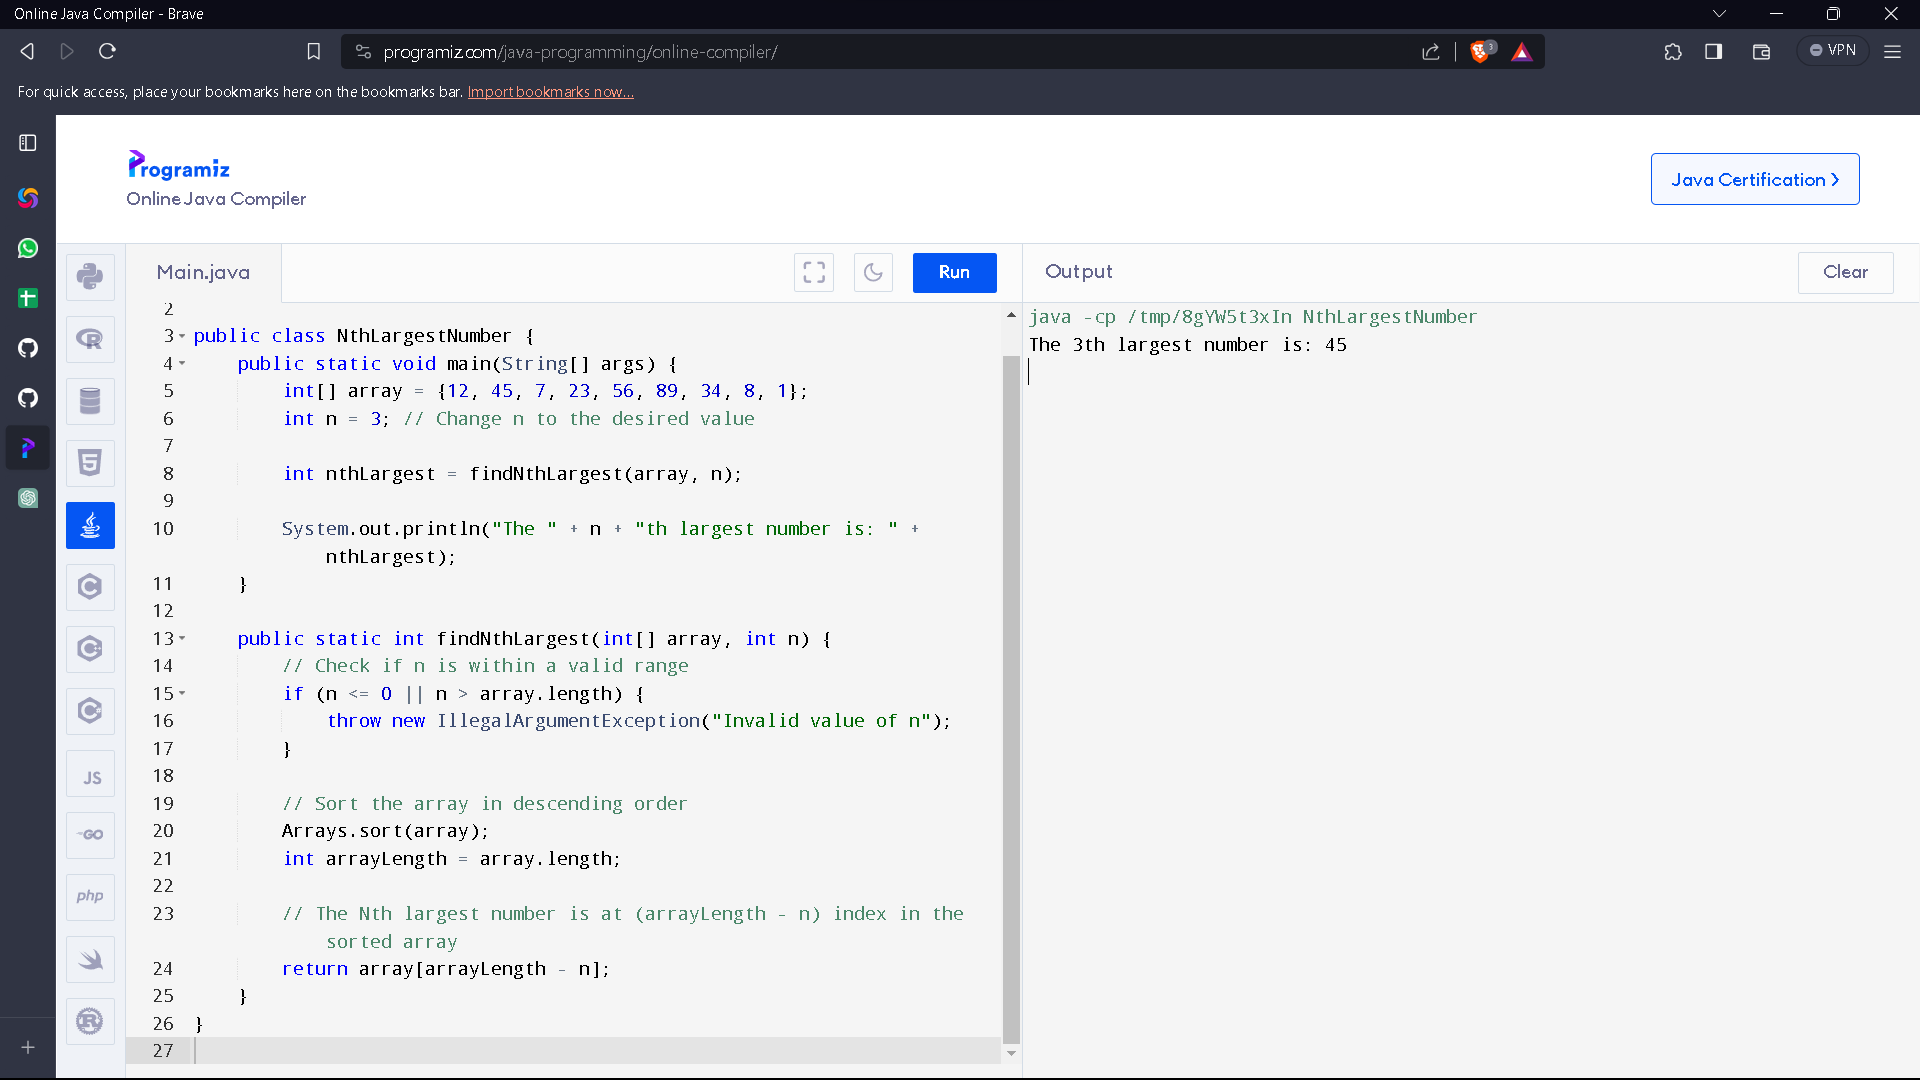 Online Java Compiler - Brave
programiz.com/java-programming/online-compiler/
3
VPN
For quick access, place your bookmarks here on the bookmarks bar. Import bookmarks now...
Programiz
Online Java Compiler
Java Certification >
Main.java
Run
Output
Clear
2
3 public class NthLargestNumber {
4 public static void main(String[] args) {
5 int[] array = {12, 45, 7, 23, 56, 89, 34, 8, 1};
6 int n = 3; // Change n to the desired value
7
8 int nthLargest = findNthLargest(array, n);
9
10 System.out.println("The " + n + "th largest number is: " +
nthLargest);
11 }
12
13 public static int findNthLargest(int[] array, int n) {
14 // Check if n is within a valid range
15 if (n <= 0 || n > array.length) {
16 throw new IllegalArgumentException("Invalid value of n");
17 }
18
19 // Sort the array in descending order
20 Arrays.sort(array);
21 int arrayLength = array.length;
22
23 // The Nth largest number is at (arrayLength - n) index in the
sorted array
24 return array[arrayLength - n];
25 }
26 }
27
java -cp /tmp/8gYW5t3xIn NthLargestNumber
The 3th largest number is: 45
R
5
C
C
C
JS
GO
php
R